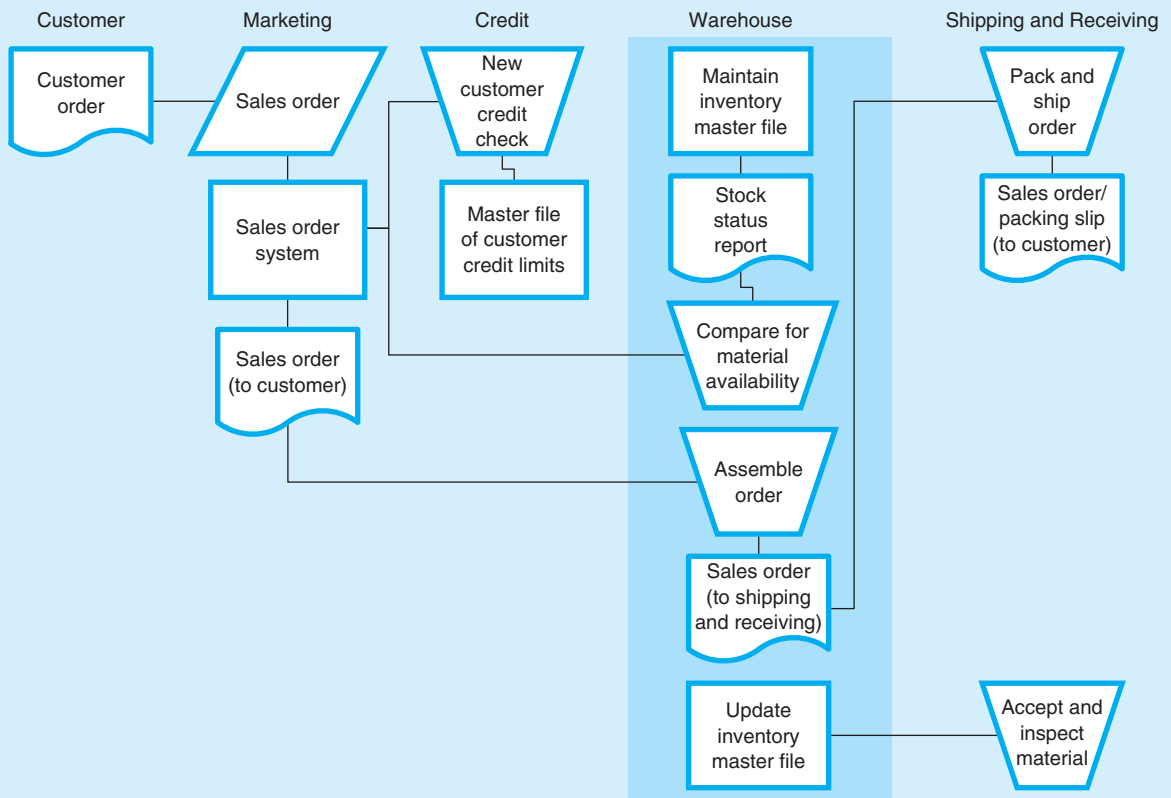 Customer
Marketing
Credit
Warehouse
Shipping and Receiving
Customer
order
Sales order
Sales order
system
Sales order
(to customer)
New
customer
credit
check
Master file
of customer
credit limits
Maintain
inventory
master file
Stock
status
report
Compare for
material
availability
Assemble
order
Sales order
(to shipping
and receiving)
Update
inventory
master file
Pack and
ship
order
Sales order/
packing slip
(to customer)
Accept and
inspect
material